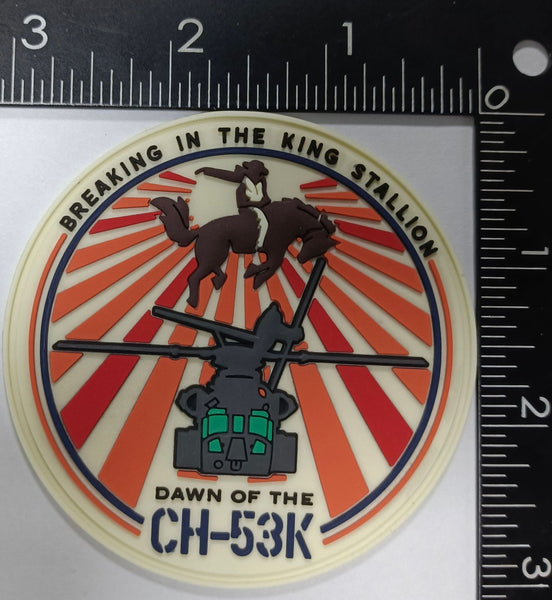 3 2 1 0
BREAKING IN THE KING STALLION
1
2
3
DAWN OF THE
CH-53K